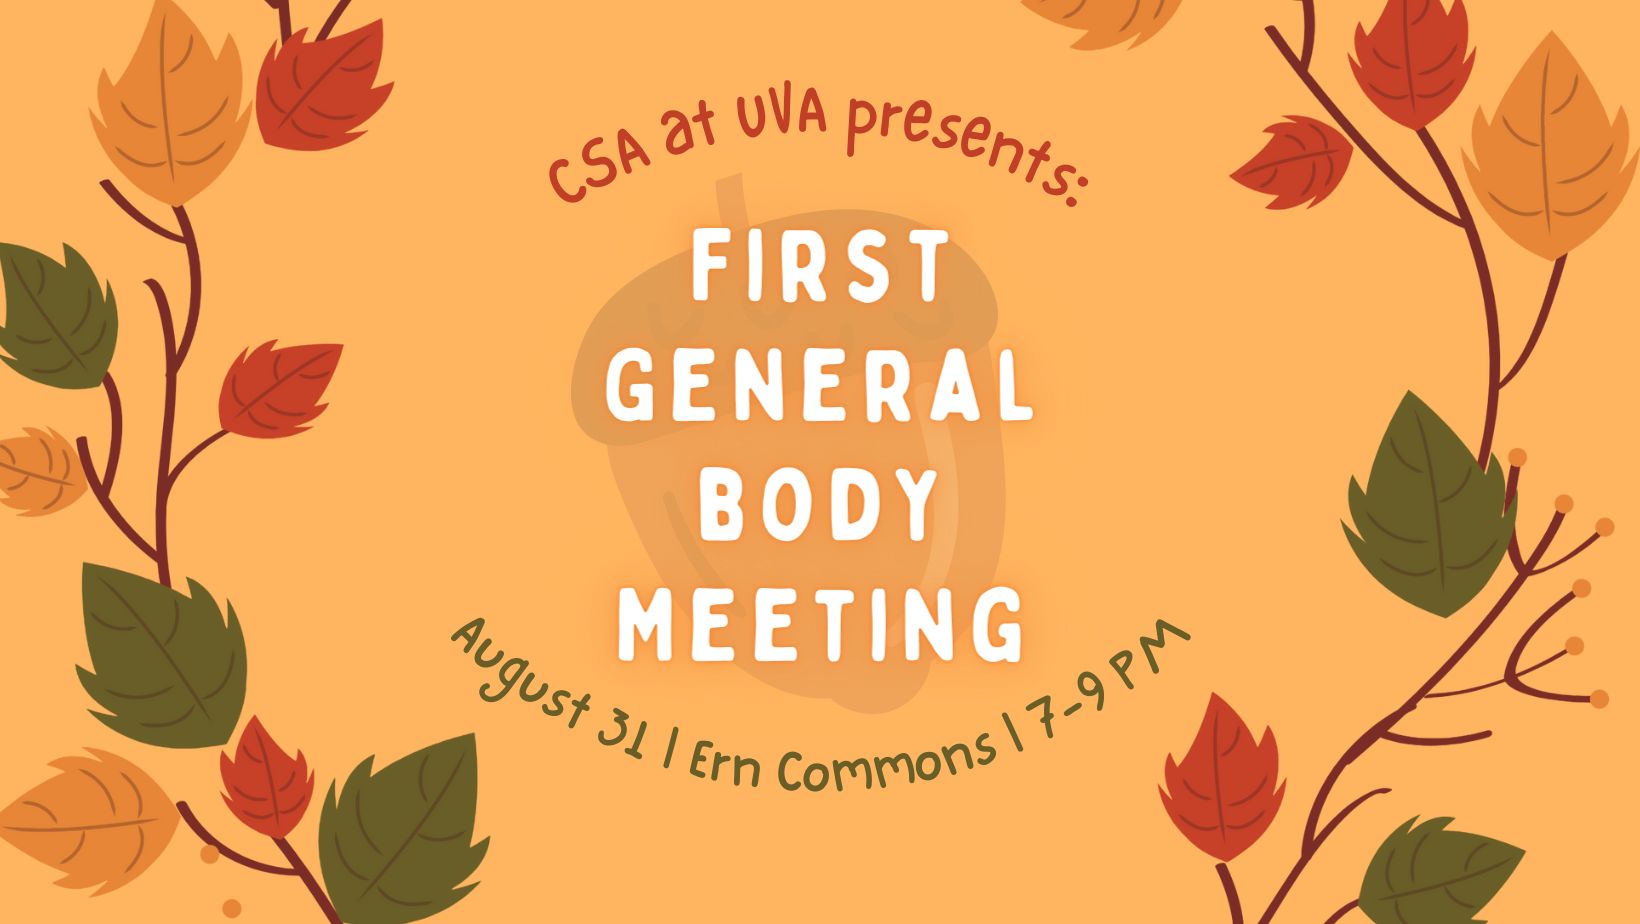 CSA at UVA presents:
FIRST
GENERAL
BODY
MEETING
August 31 | Ern Commons | 7-9 PM